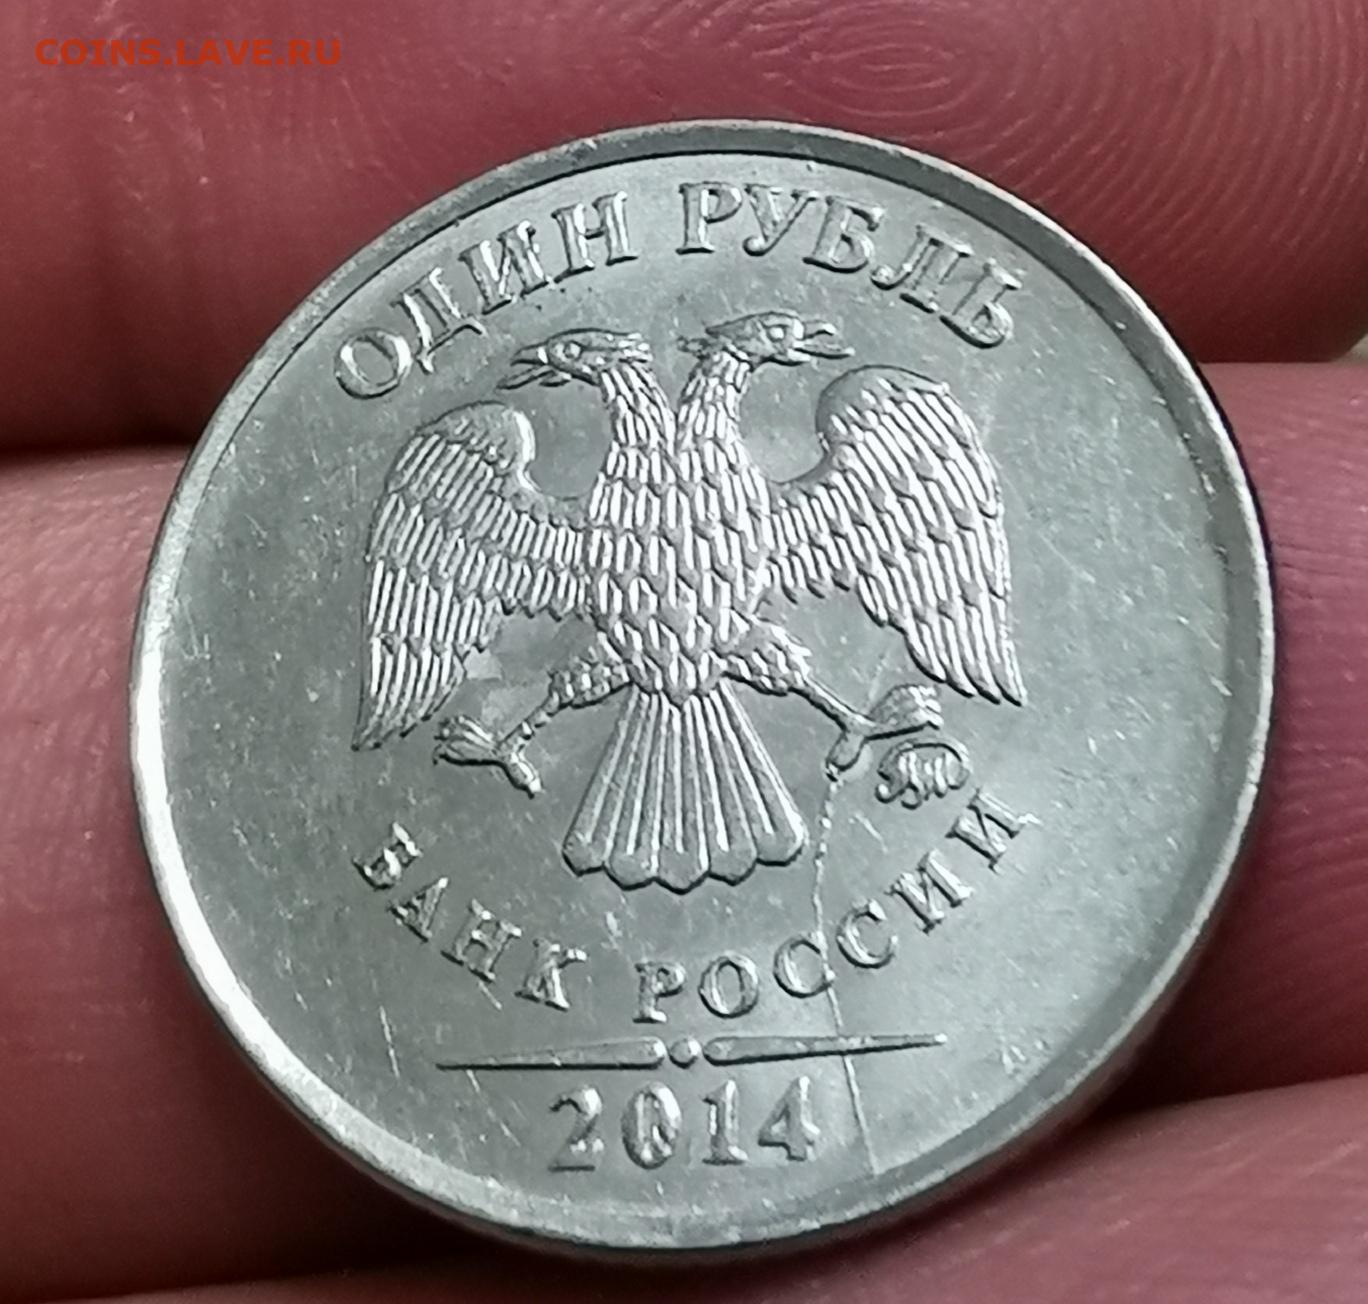 COINS.LAVE.RU
ОДИН РУБЛЬ
БАНК РОССИИ
2014